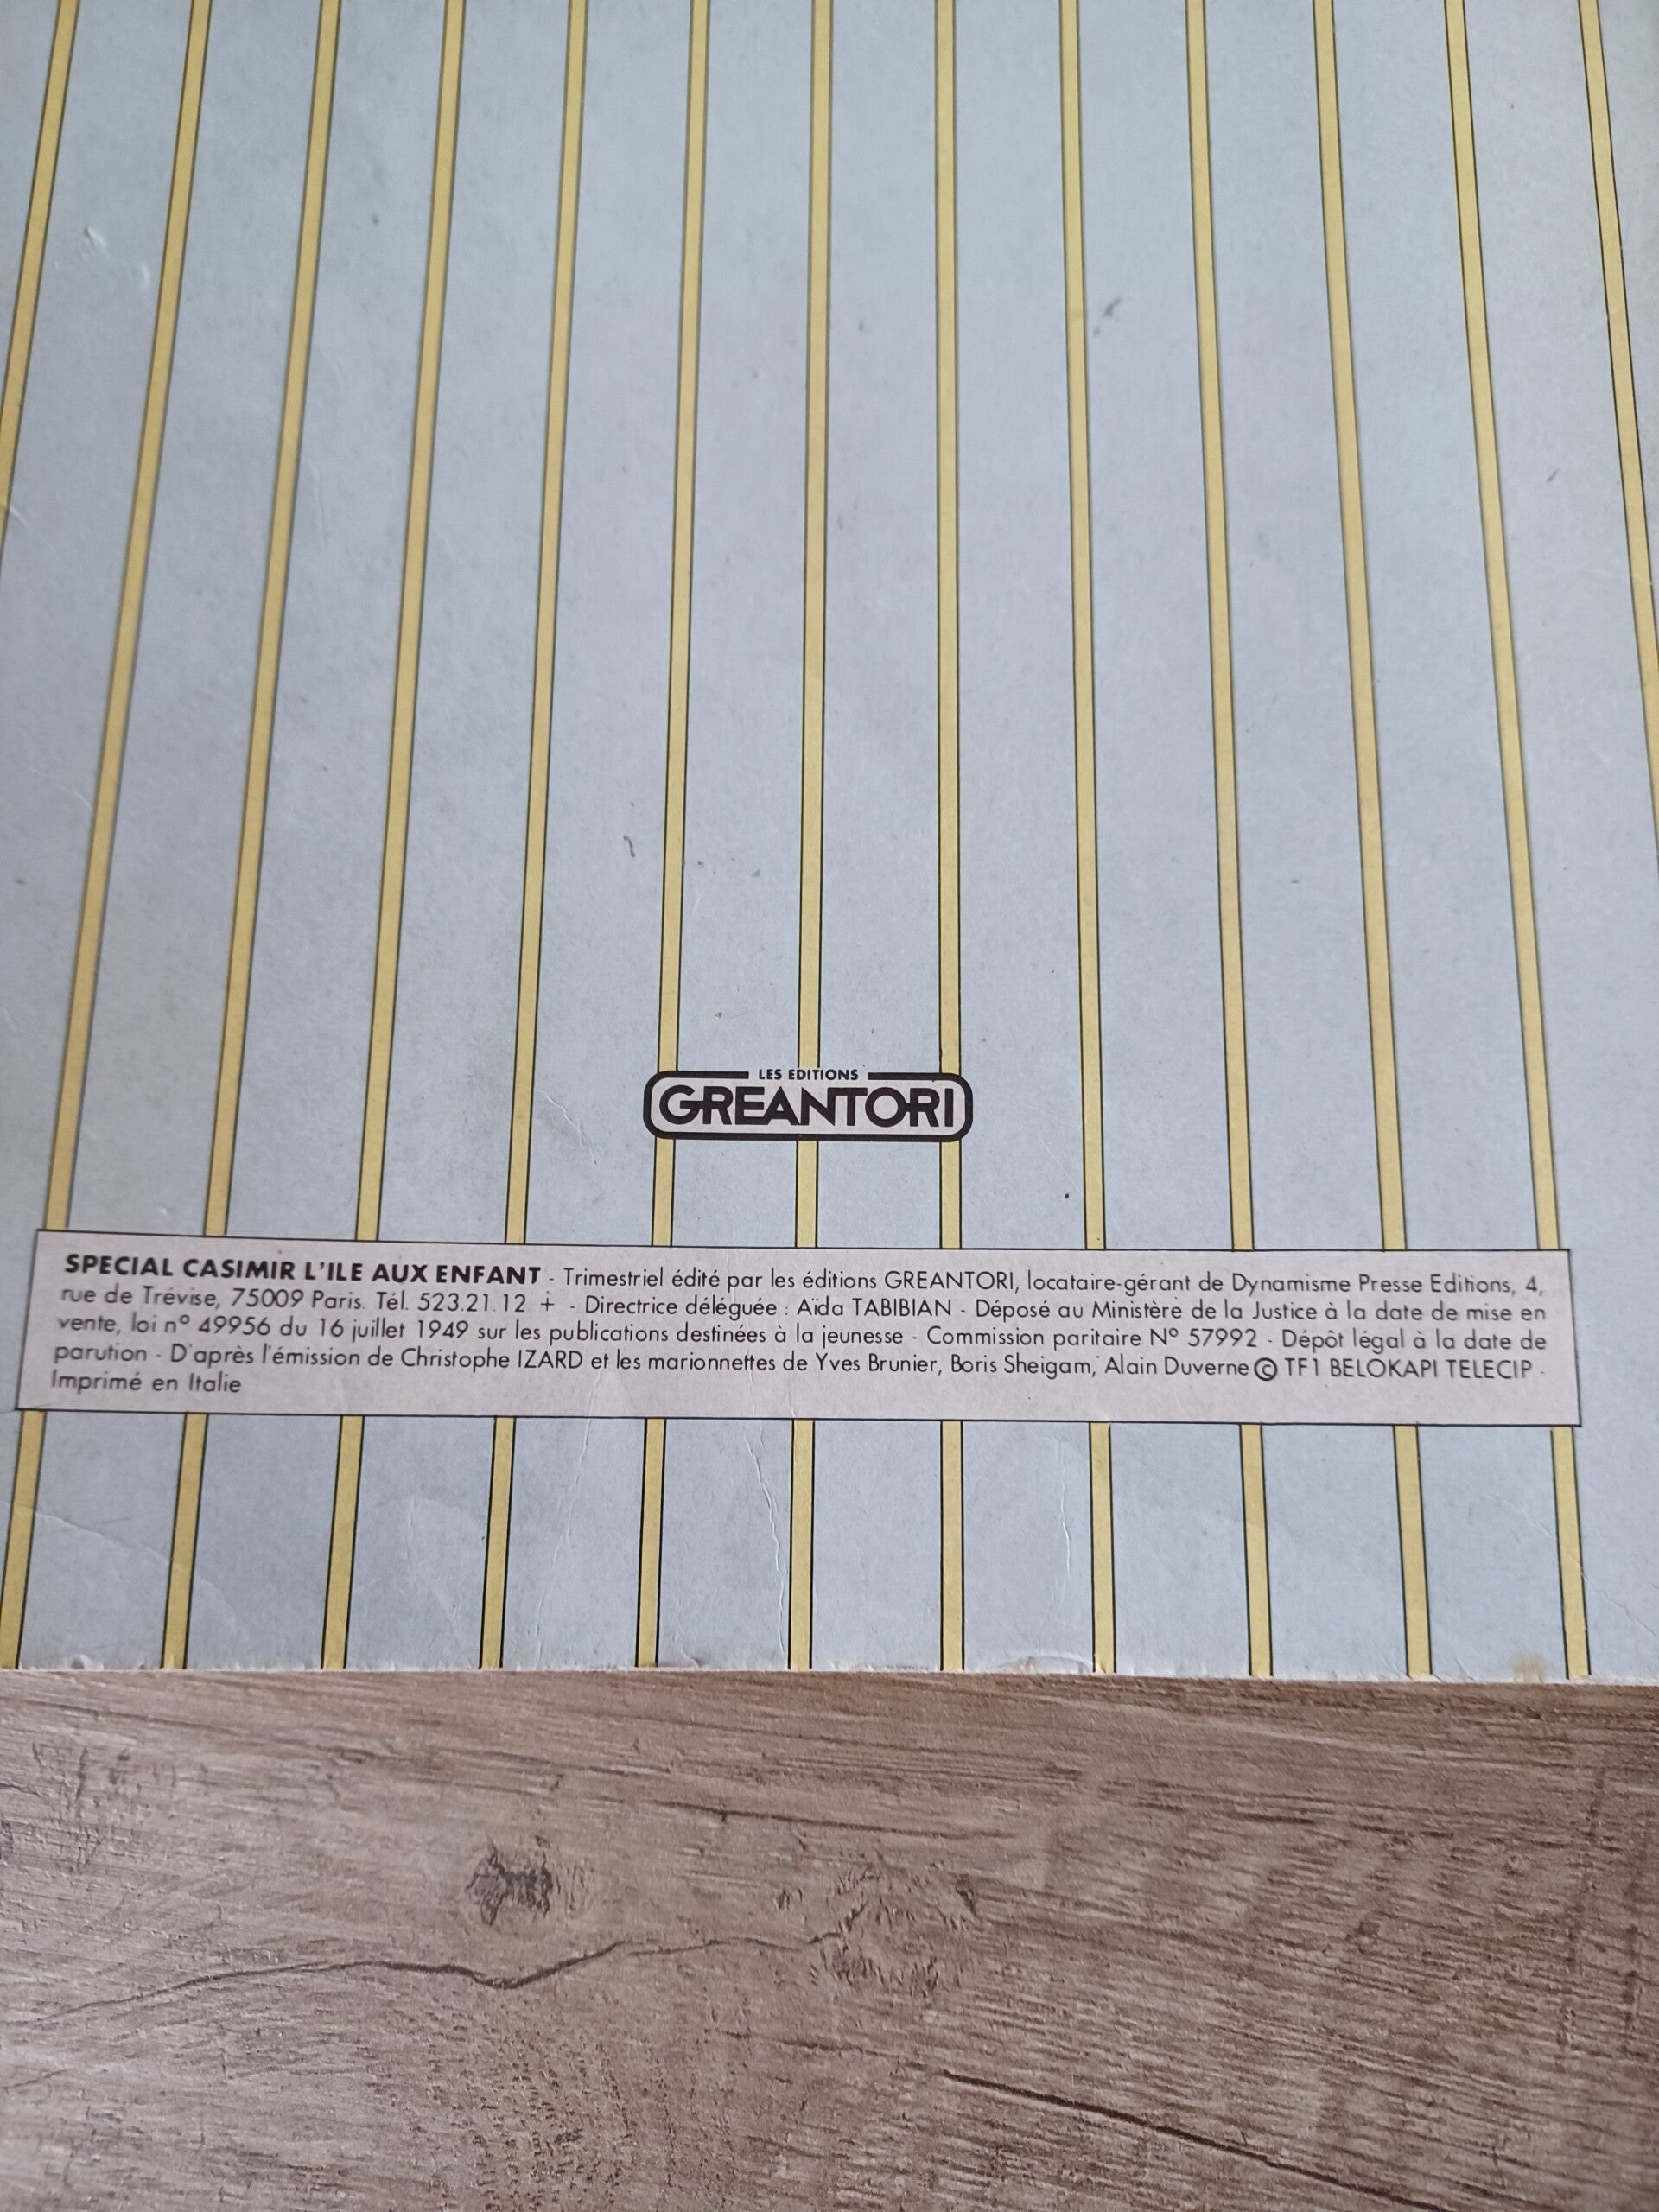 LES EDITIONS
GREANTORI
SPECIAL CASIMIR L'ILE AUX ENFANT - Trimestriel édité par les éditions GREANTORI, locataire-gérant de Dynamisme Presse Editions, 4,
rue de Trévise, 75009 Paris. Tél. 523.21.12 + - Directrice déléguée : Aïda TABIBIAN - Déposé au Ministère de la Justice à la date de mise en
vente, loi n° 49956 du 16 juillet 1949 sur les publications destinées à la jeunesse - Commission paritaire N° 57992 - Dépôt légal à la date de
parution - D'après l'émission de Christophe IZARD et les marionnettes de Yves Brunier, Boris Sheigam, Alain Duverne © TF1 BELOKAPI TELECIP -
Imprimé en Italie